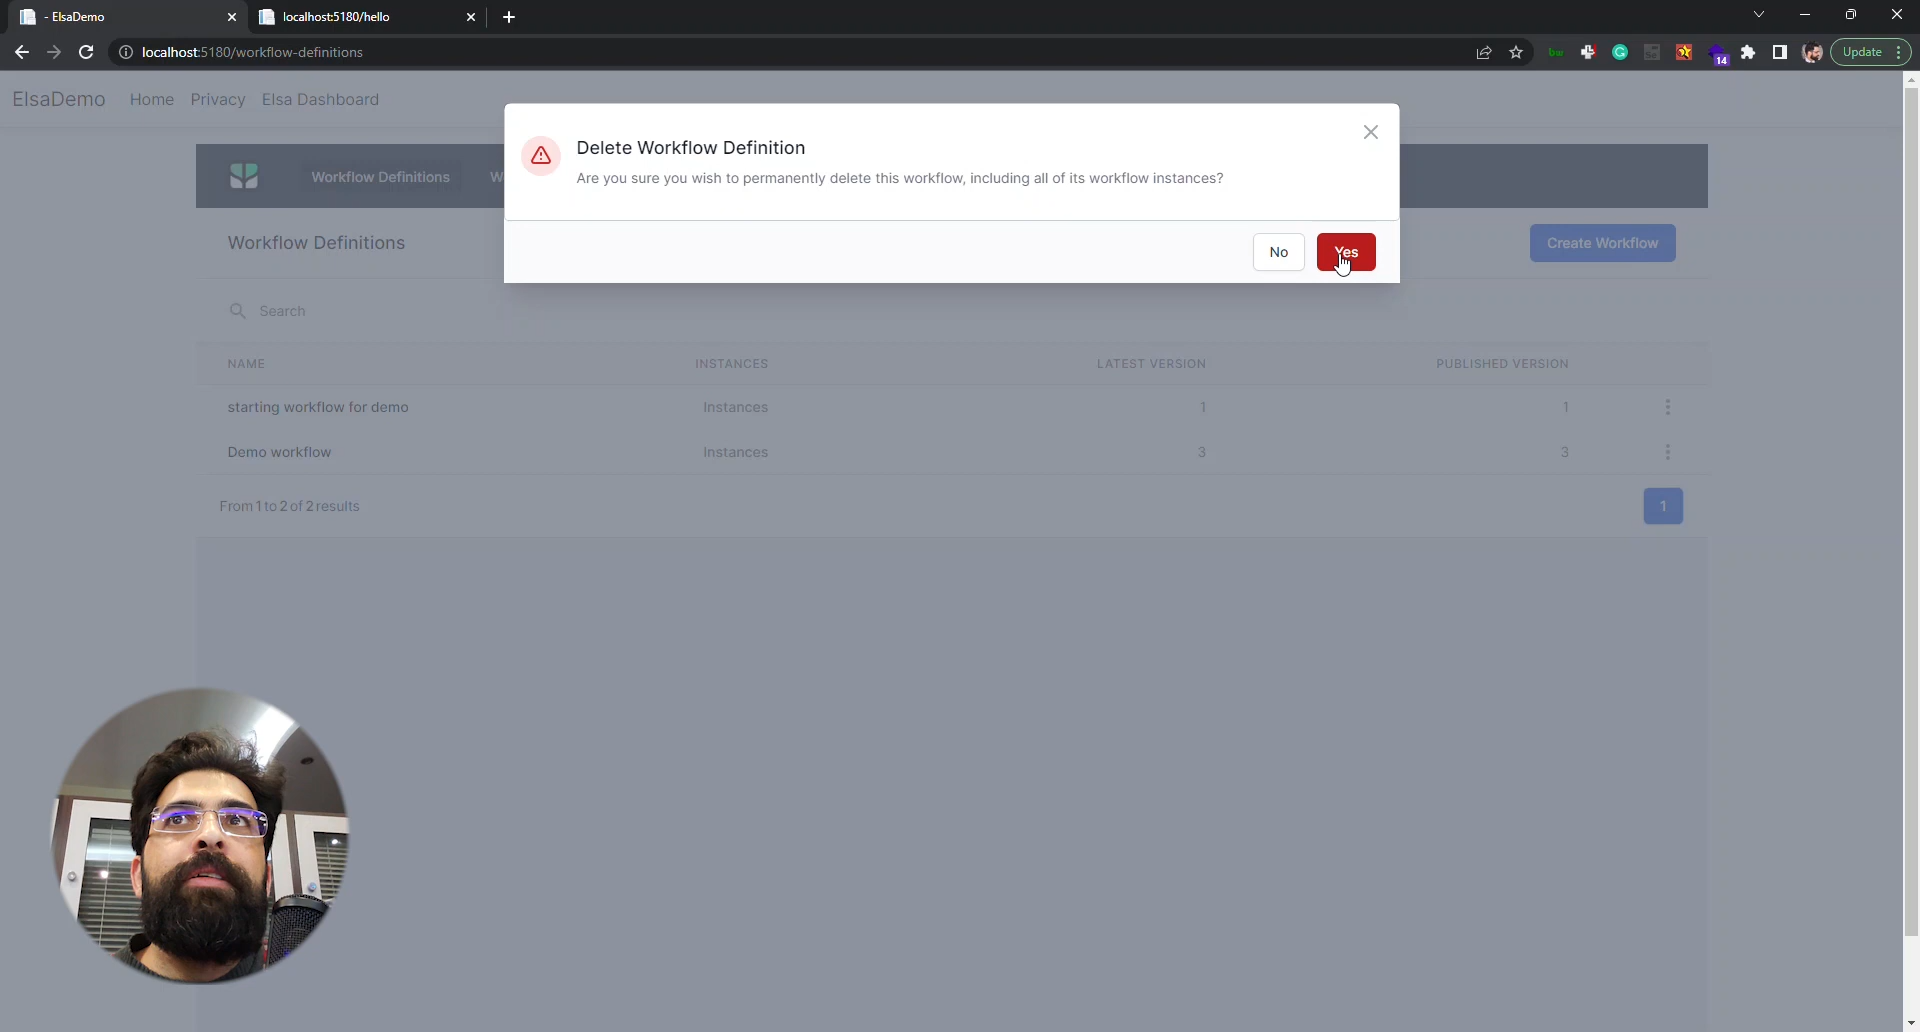 - ElsaDemo
localhost:5180/hello
localhost:5180/workflow-definitions
bw
14
Update
ElsaDemo Home Privacy Elsa Dashboard
Delete Workflow Definition
Are you sure you wish to permanently delete this workflow, including all of its workflow instances?
Workflow Definitions W
No Yes
Workflow Definitions
Create Workflow
Search
NAME INSTANCES LATEST VERSION PUBLISHED VERSION
starting workflow for demo Instances 1 1
Demo workflow Instances 3 3
From 1 to 2 of 2 results
1